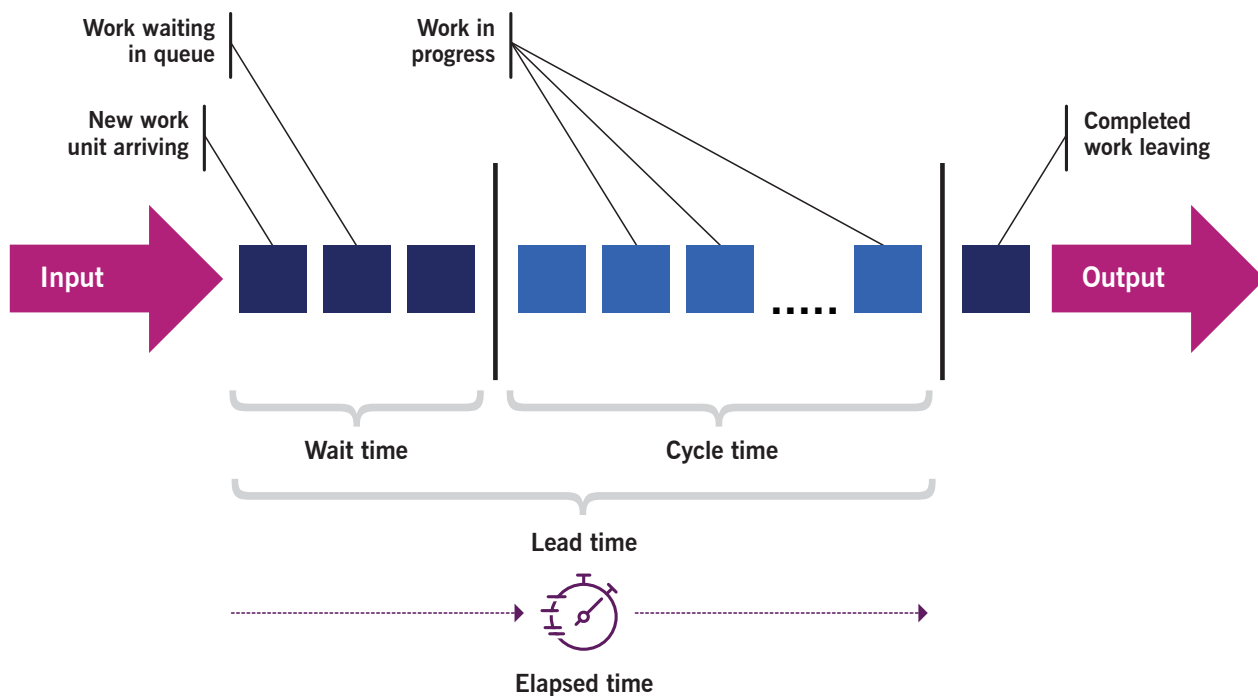 Work waiting
in queue
Work in
progress
New work
unit arriving
Completed
work leaving
Input
.....
Output
Wait time
Cycle time
Lead time
Elapsed time